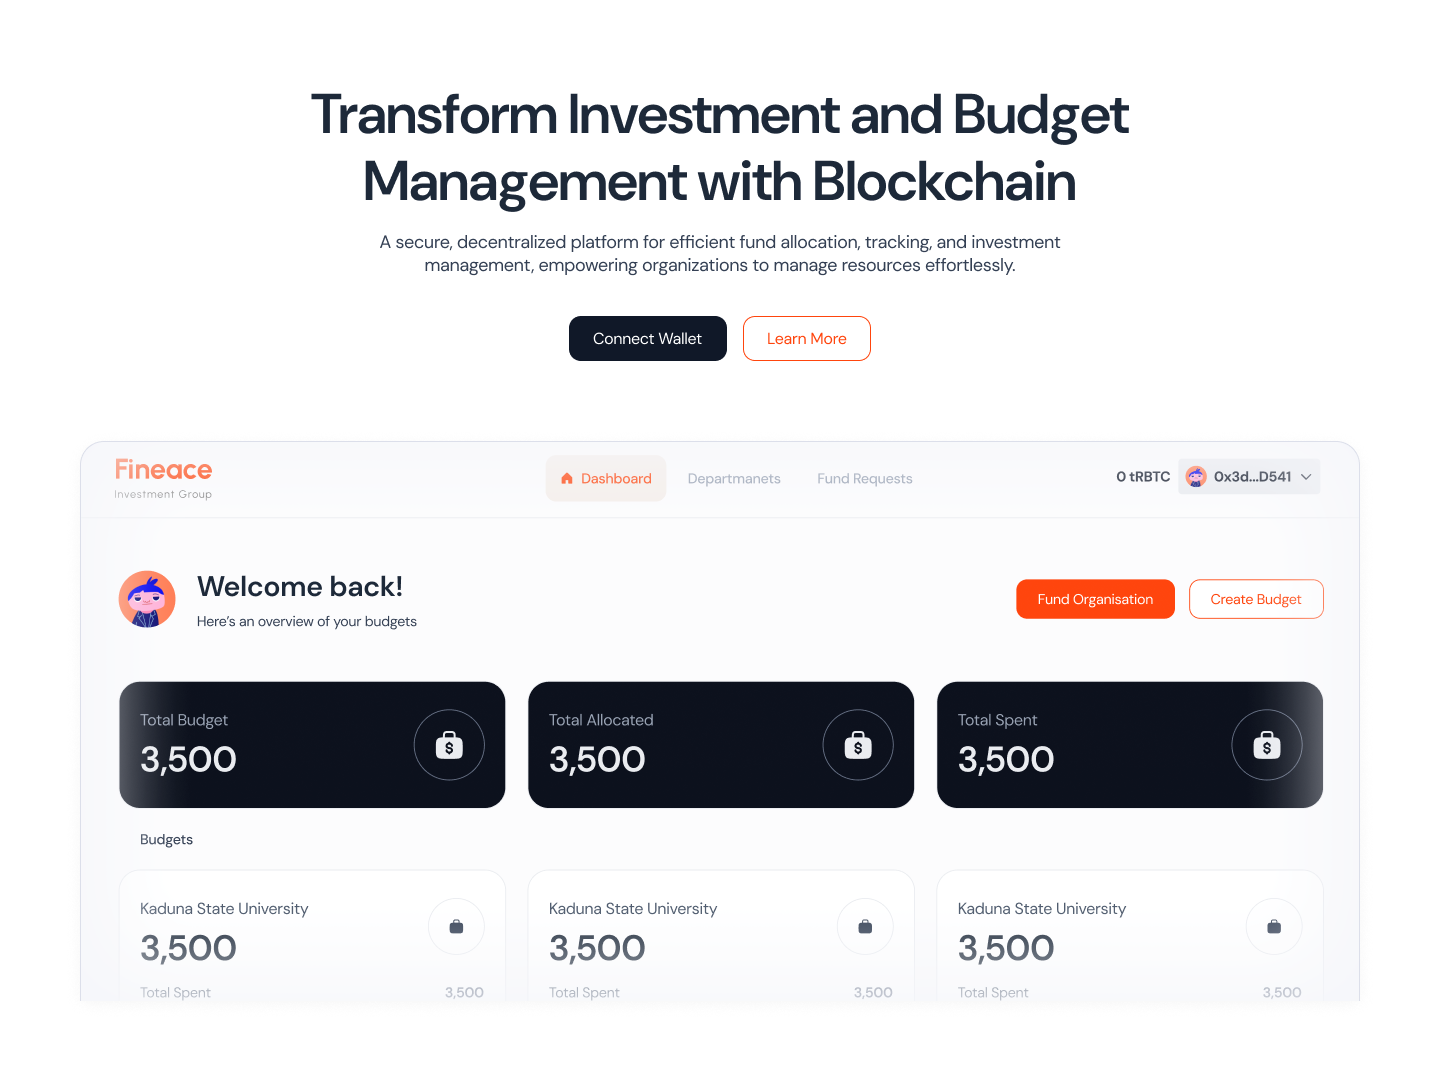 Transform Investment and Budget
Management with Blockchain
A secure, decentralized platform for efficient fund allocation, tracking, and investment
management, empowering organizations to manage resources effortlessly.
Connect Wallet
Learn More
Fineace
Investment Group
Dashboard
Departmanets
Fund Requests
0 tRBTC
0x3d...D541
Welcome back!
Here's an overview of your budgets
Fund Organisation
Create Budget
Total Budget
3,500
$
Total Allocated
3,500
$
Total Spent
3,500
$
Budgets
Kaduna State University
3,500
Total Spent
3,500
Kaduna State University
3,500
Total Spent
3,500
Kaduna State University
3,500
Total Spent
3,500